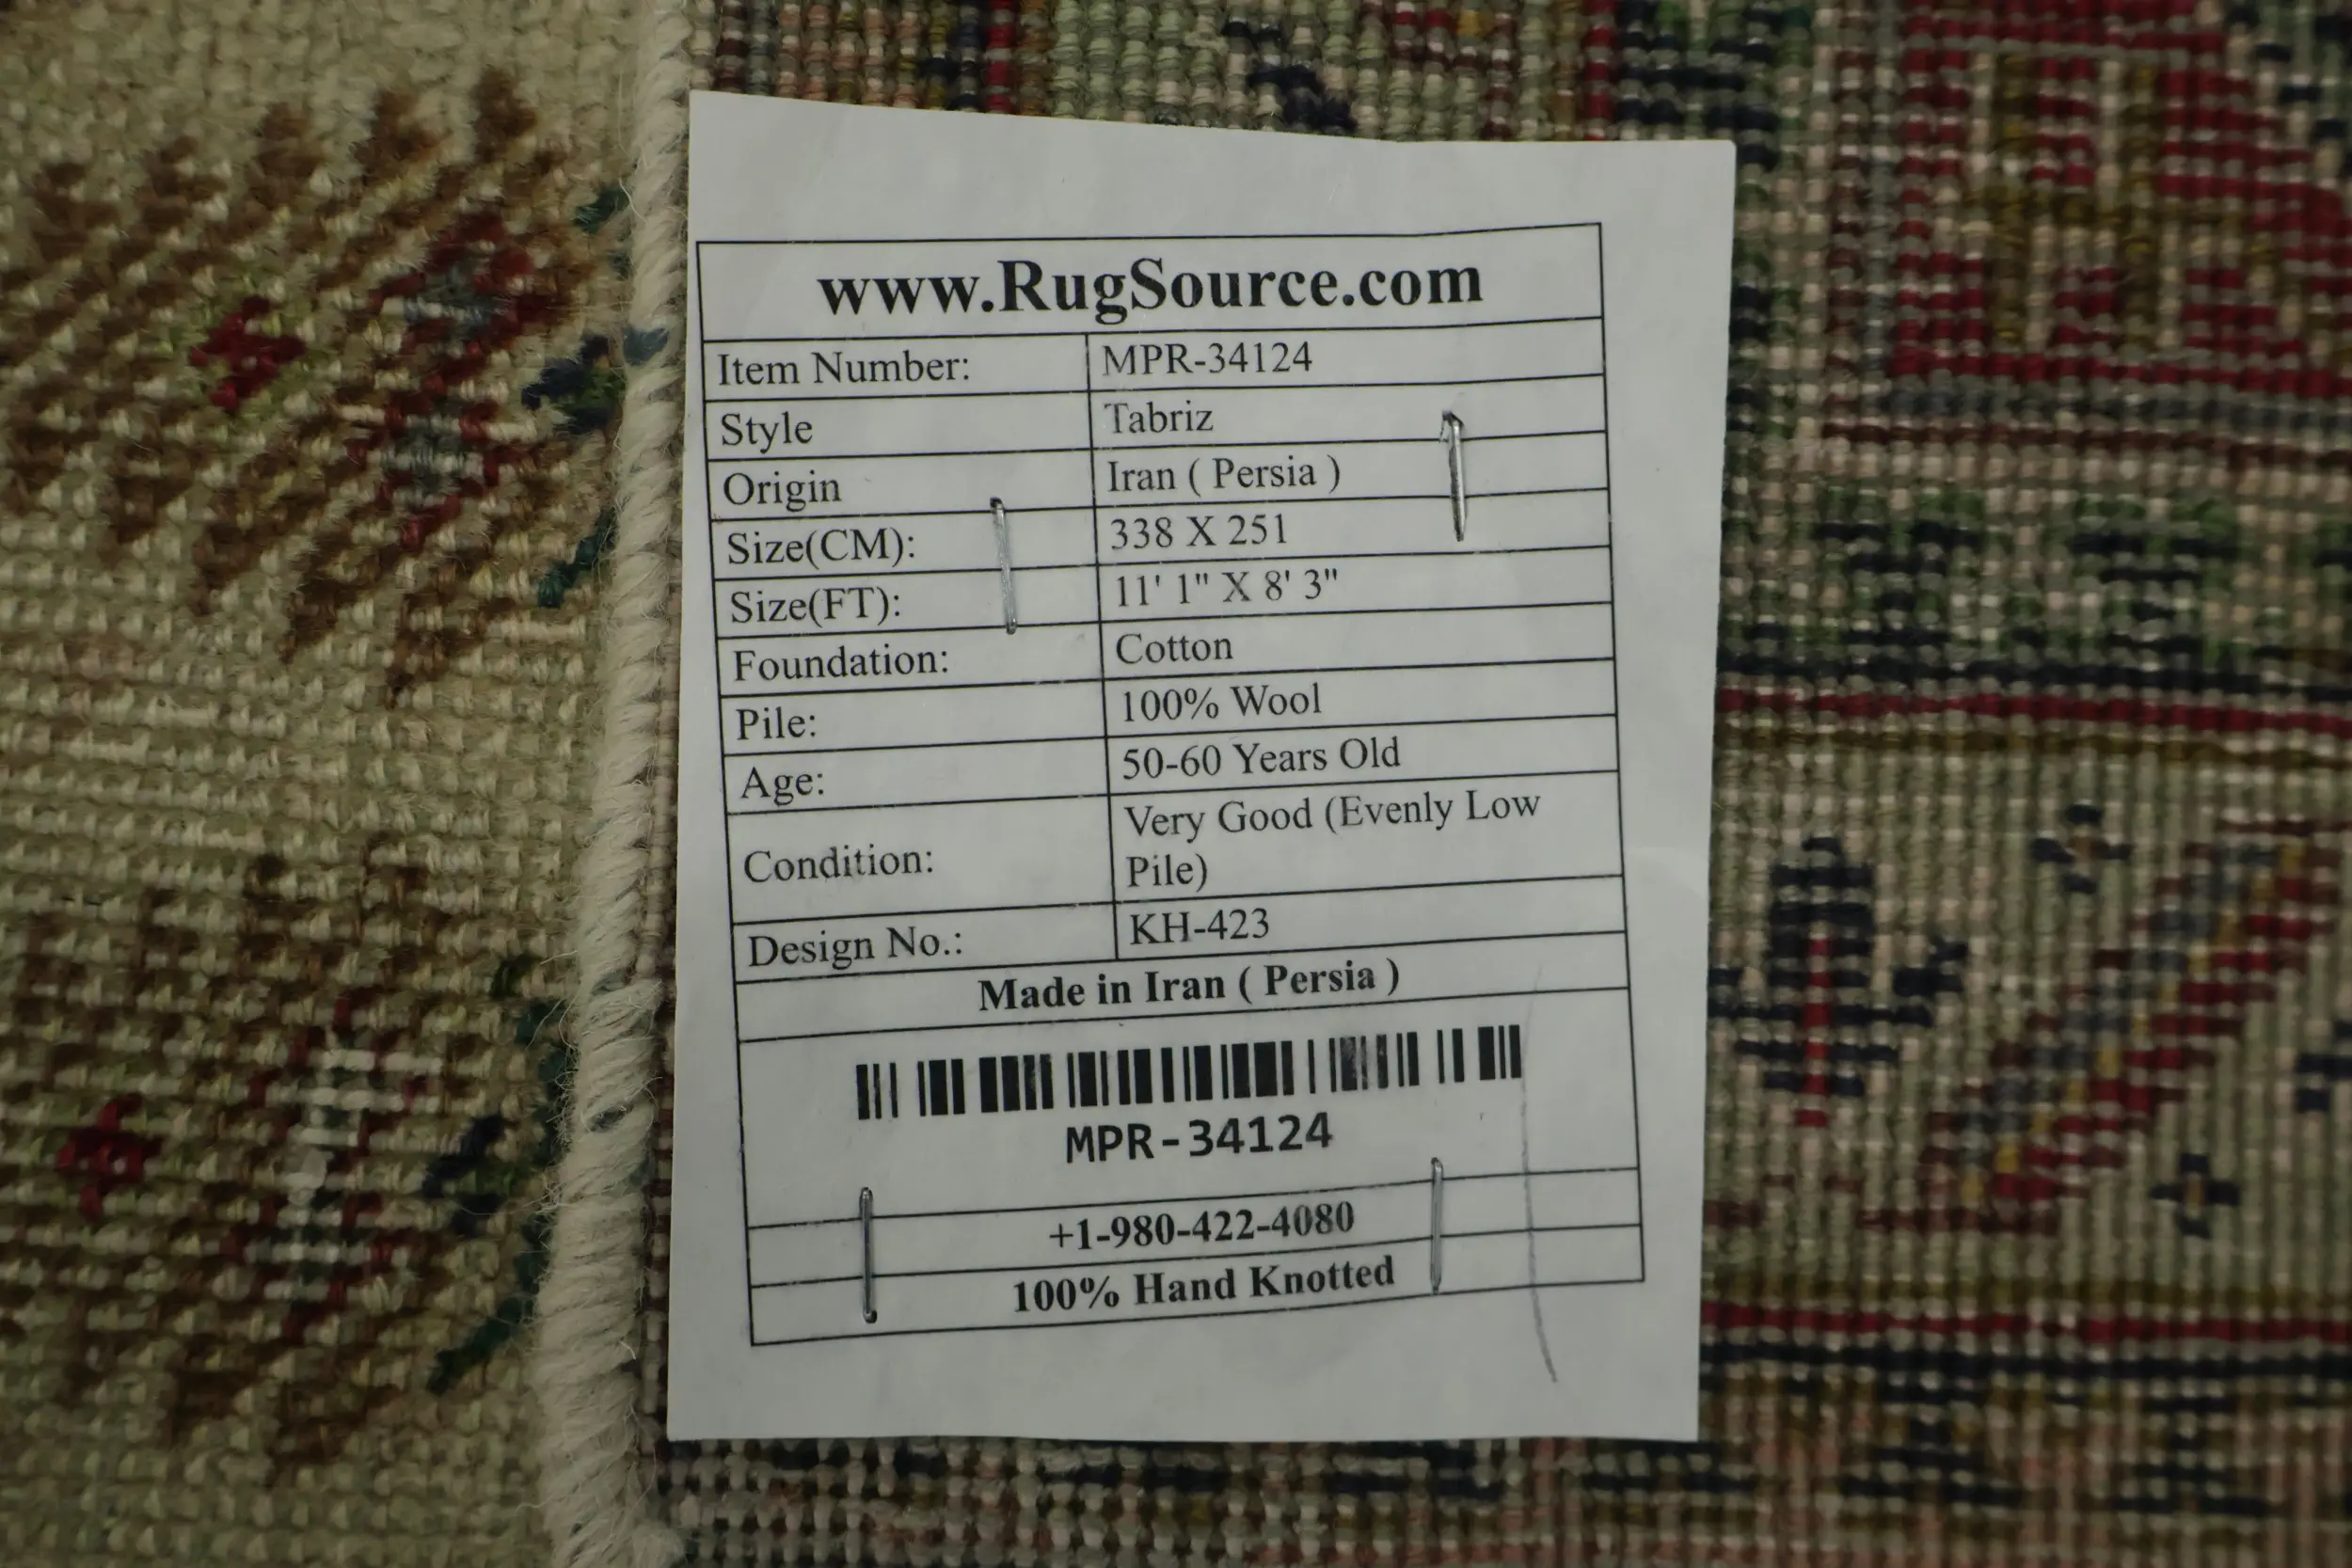 www.RugSource.com
Item Number: MPR-34124
Style Tabriz
Origin Iran ( Persia )
Size(CM): 338 X 251
Size(FT): 11' 1" X 8' 3"
Foundation: Cotton
Pile: 100% Wool
Age: 50-60 Years Old
Condition: Very Good (Evenly Low
Pile)
Design No.: KH-423
Made in Iran ( Persia )
MPR-34124
+1-980-422-4080
100% Hand Knotted